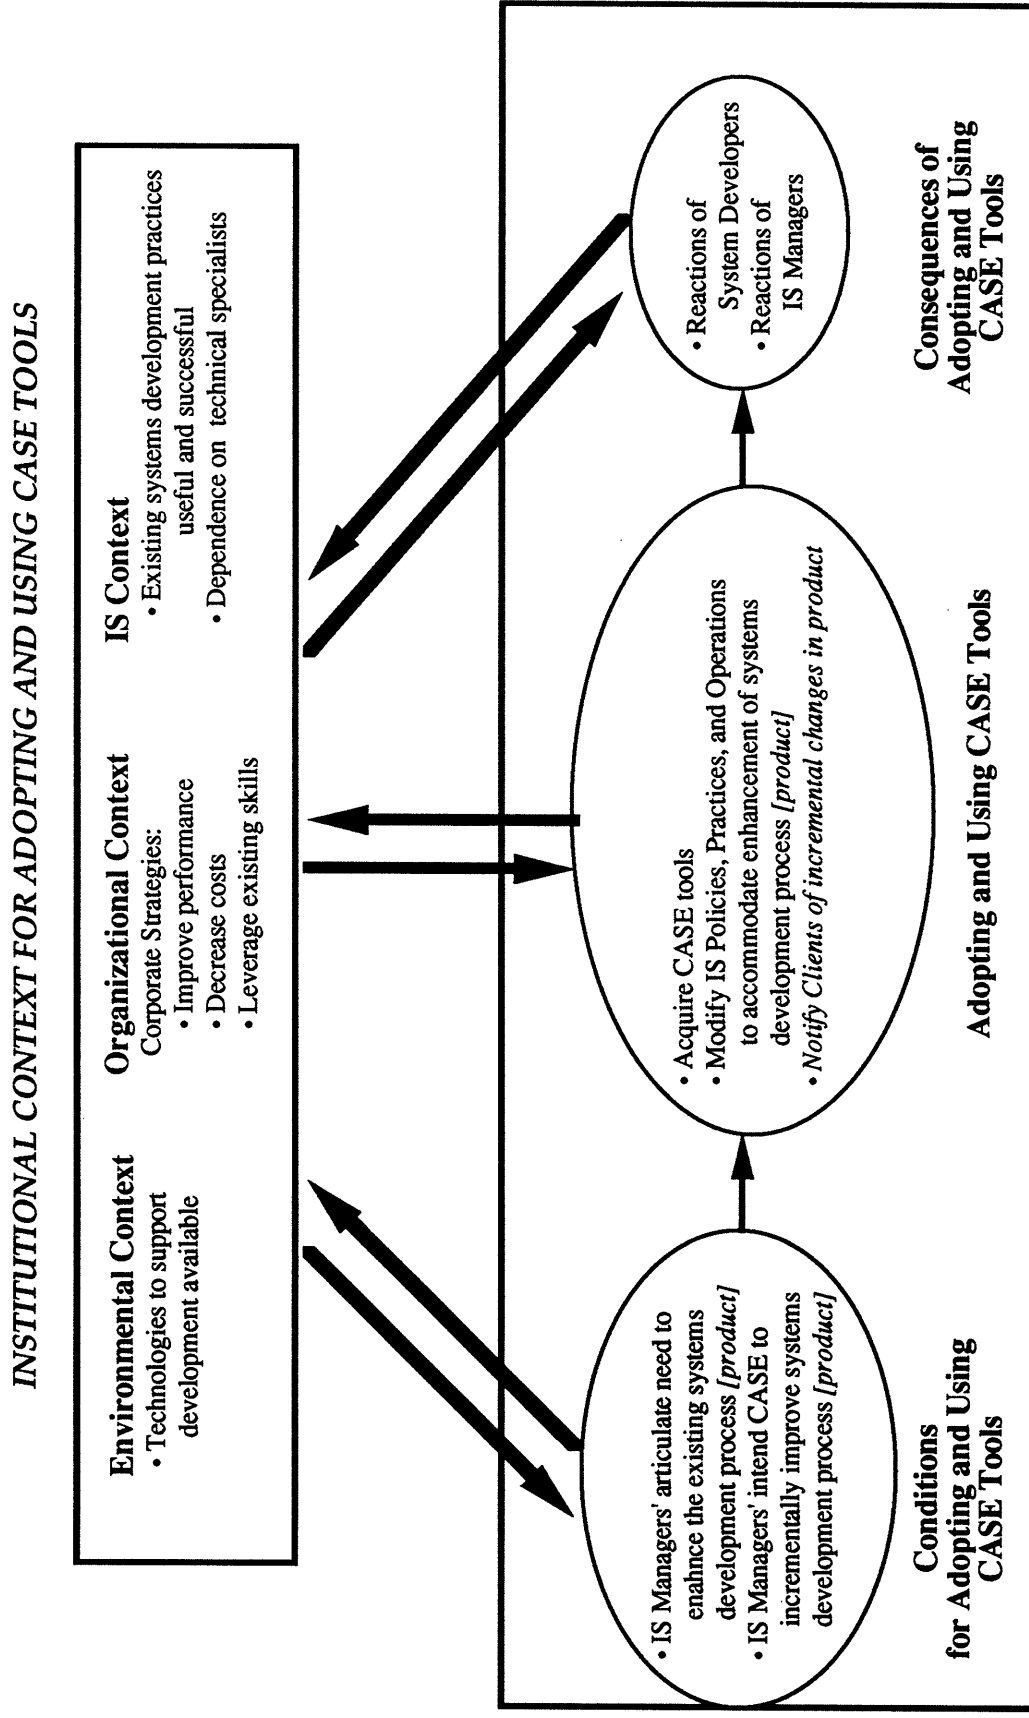 INSTITUTIONAL CONTEXT FOR ADOPTING AND USING CASE TOOLS
Environmental Context
• Technologies to support
development available
Organizational Context
Corporate Strategies:
• Improve performance
• Decrease costs
• Leverage existing skills
IS Context
• Existing systems development practices
useful and successful
• Dependence on technical specialists
• IS Managers' articulate need to
enahnce the existing systems
development process [product]
• IS Managers' intend CASE to
incrementally improve systems
development process [product]
Conditions
for Adopting and Using
CASE Tools
• Acquire CASE tools
• Modify IS Policies, Practices, and Operations
to accommodate enhancement of systems
development process [product]
• Notify Clients of incremental changes in product
Adopting and Using CASE Tools
• Reactions of
System Developers
• Reactions of
IS Managers
Consequences of
Adopting and Using
CASE Tools